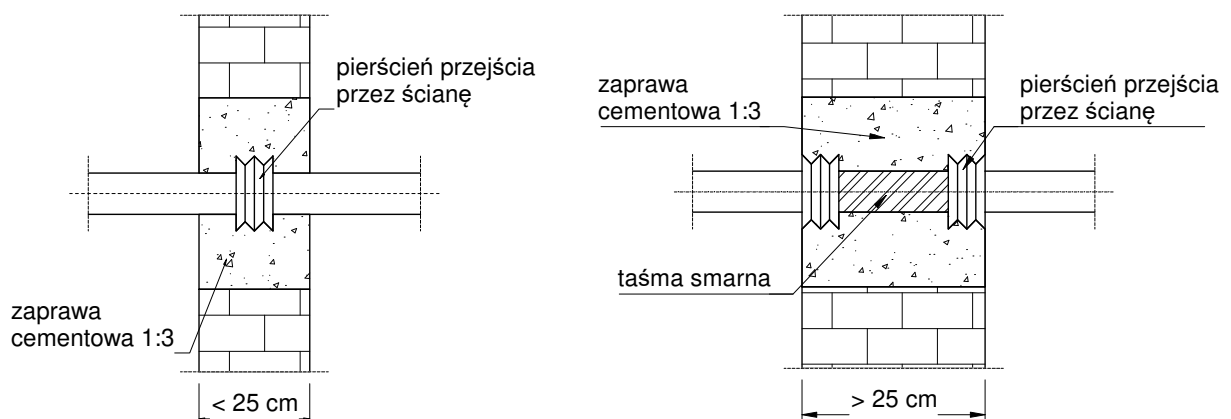 pierścień przejścia
przez ścianę
zaprawa
cementowa 1:3
< 25 cm
zaprawa
cementowa 1:3
pierścień przejścia
przez ścianę
taśma smarna
> 25 cm